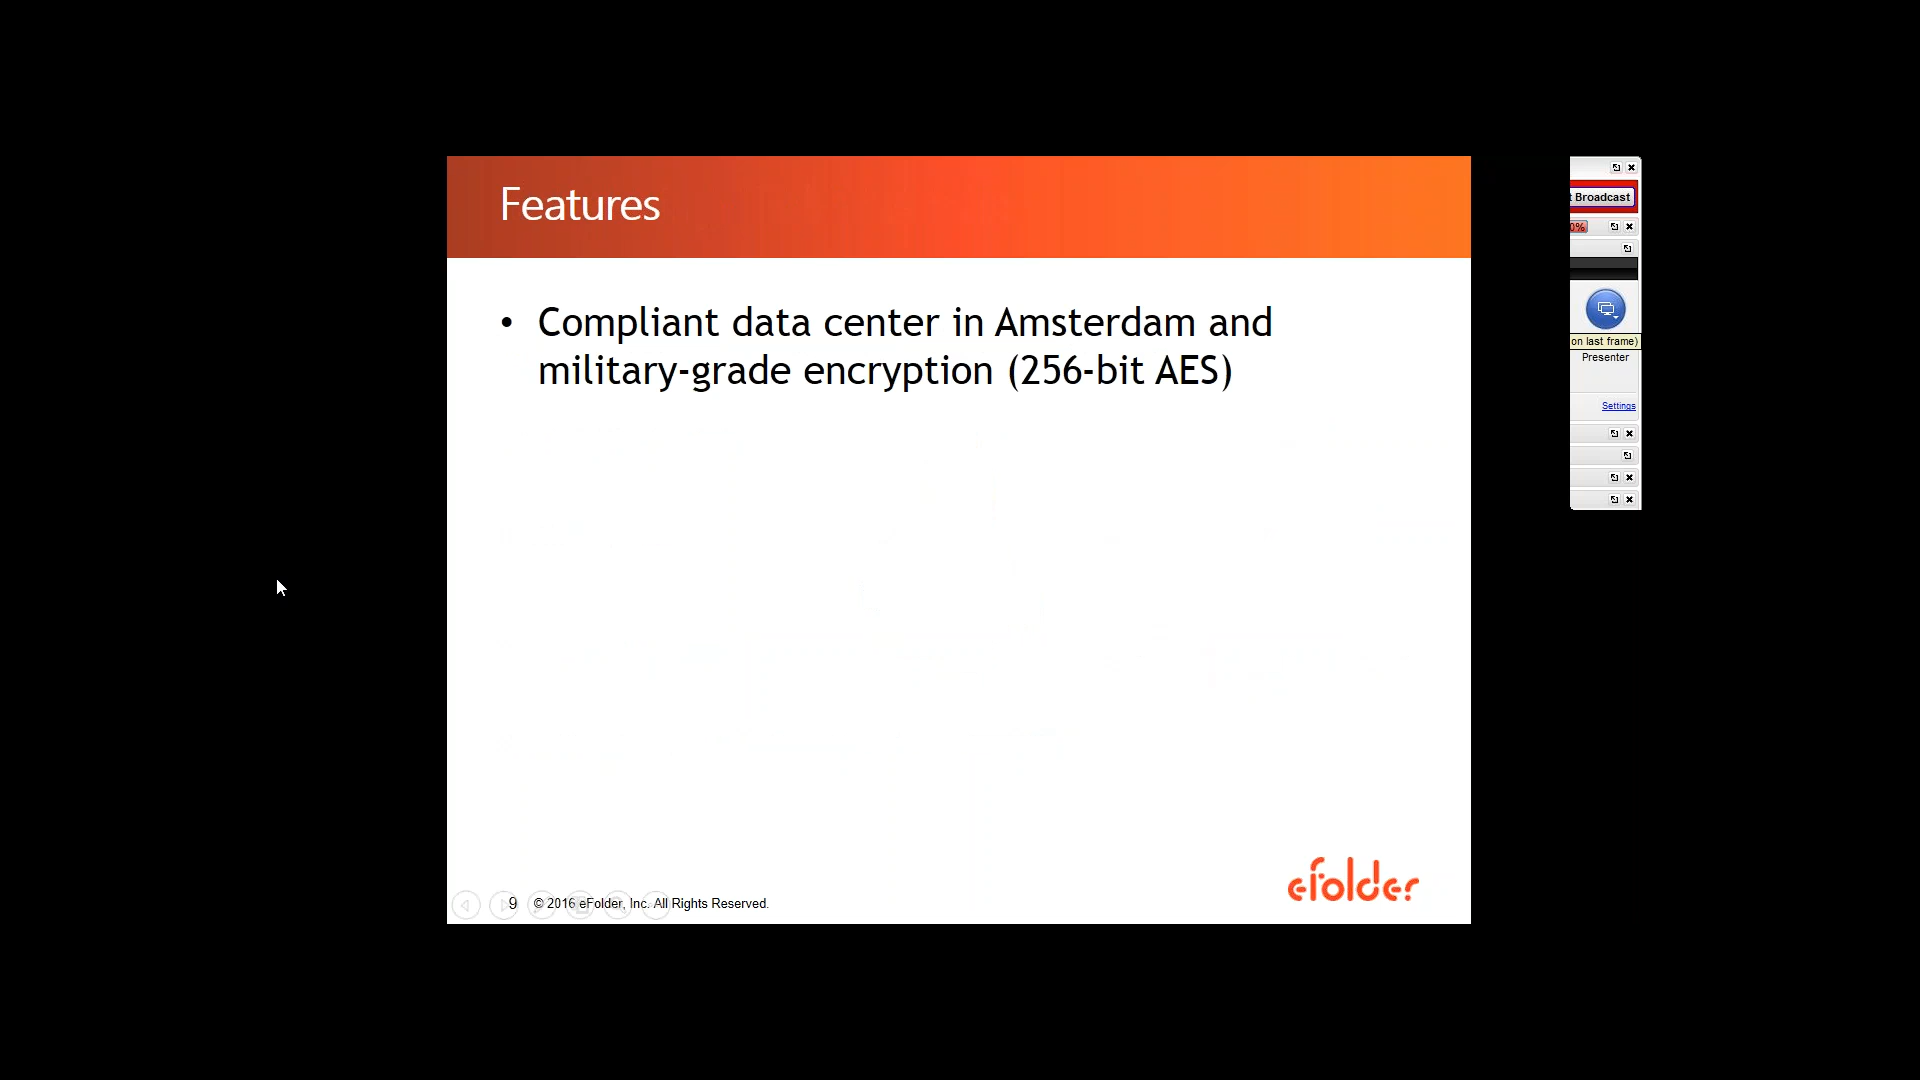 Features
• Compliant data center in Amsterdam and
military-grade encryption (256-bit AES)
9 © 2016 eFolder, Inc. All Rights Reserved.
efolder
t Broadcast
0%
on last frame)
Presenter
Settings